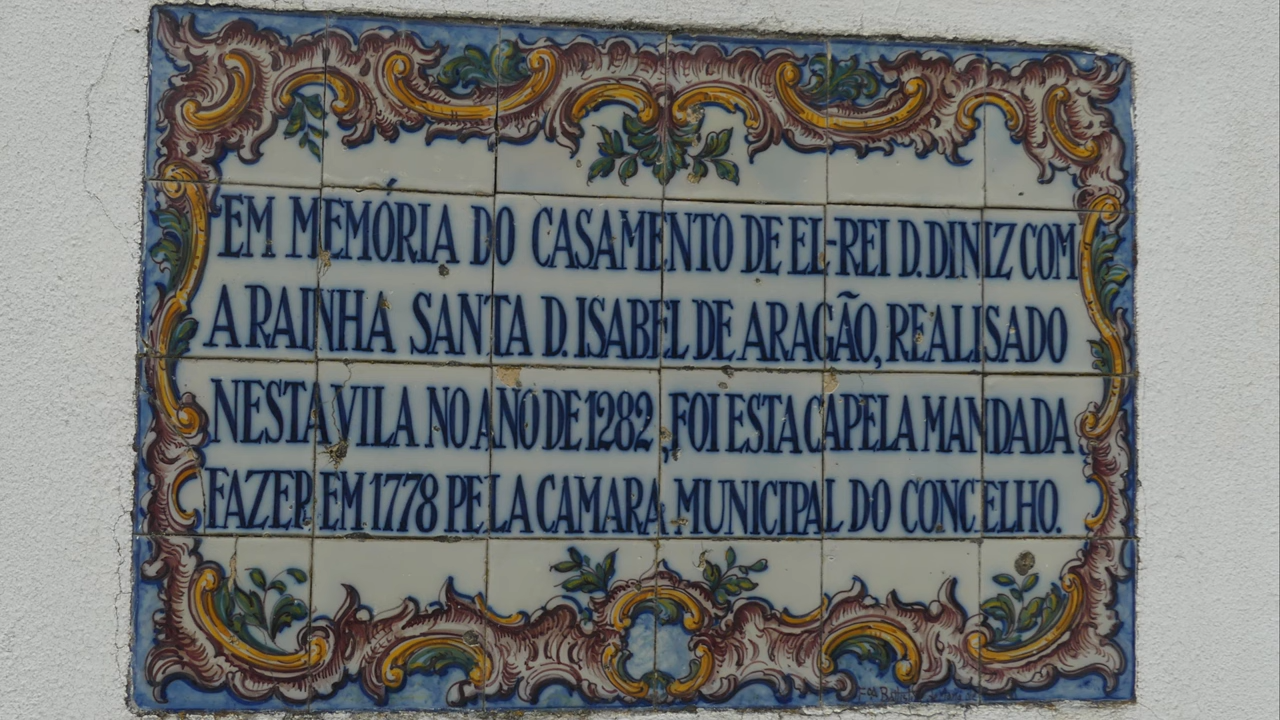 EM MEMÓRIA DO CASAMENTO DE EL-REI D. DINIZ COM
A RAINHA SANTA D. ISABEL DE ARAGÃO, REALISADO
NESTA VILA NO ANO DE 1282, FOI ESTA CAPELA MANDADA
FAZER EM 1778 PELA CAMARA MUNICIPAL DO CONCELHO.